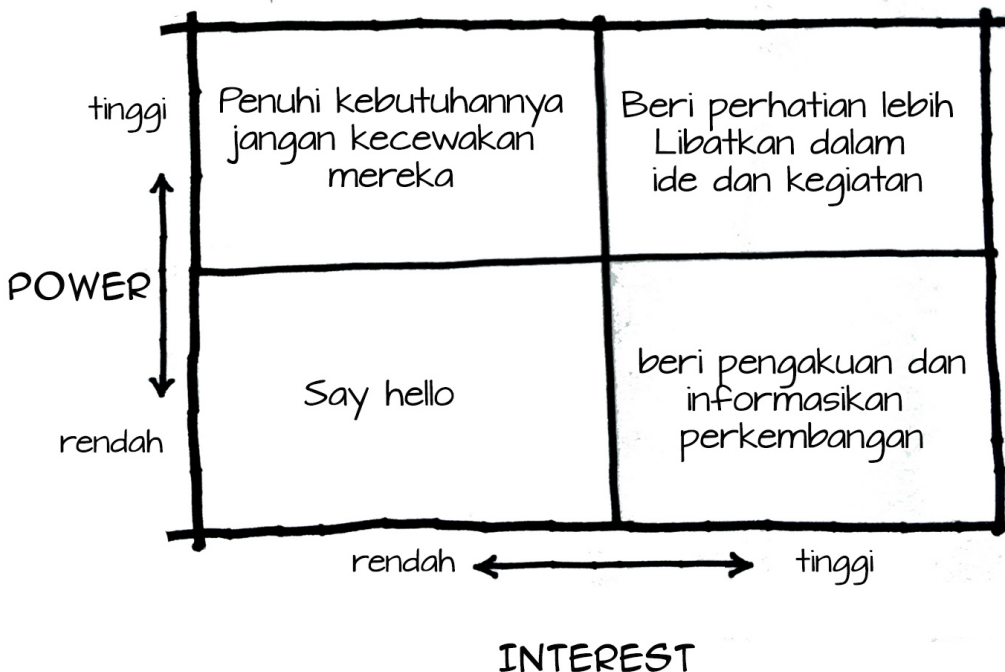 tinggi
Penuhi kebutuhannya
jangan kecewakan
mereka
Beri perhatian lebih
Libatkan dalam
ide dan kegiatan
POWER
rendah
Say hello
beri pengakuan dan
informasikan
perkembangan
rendah
tinggi
INTEREST